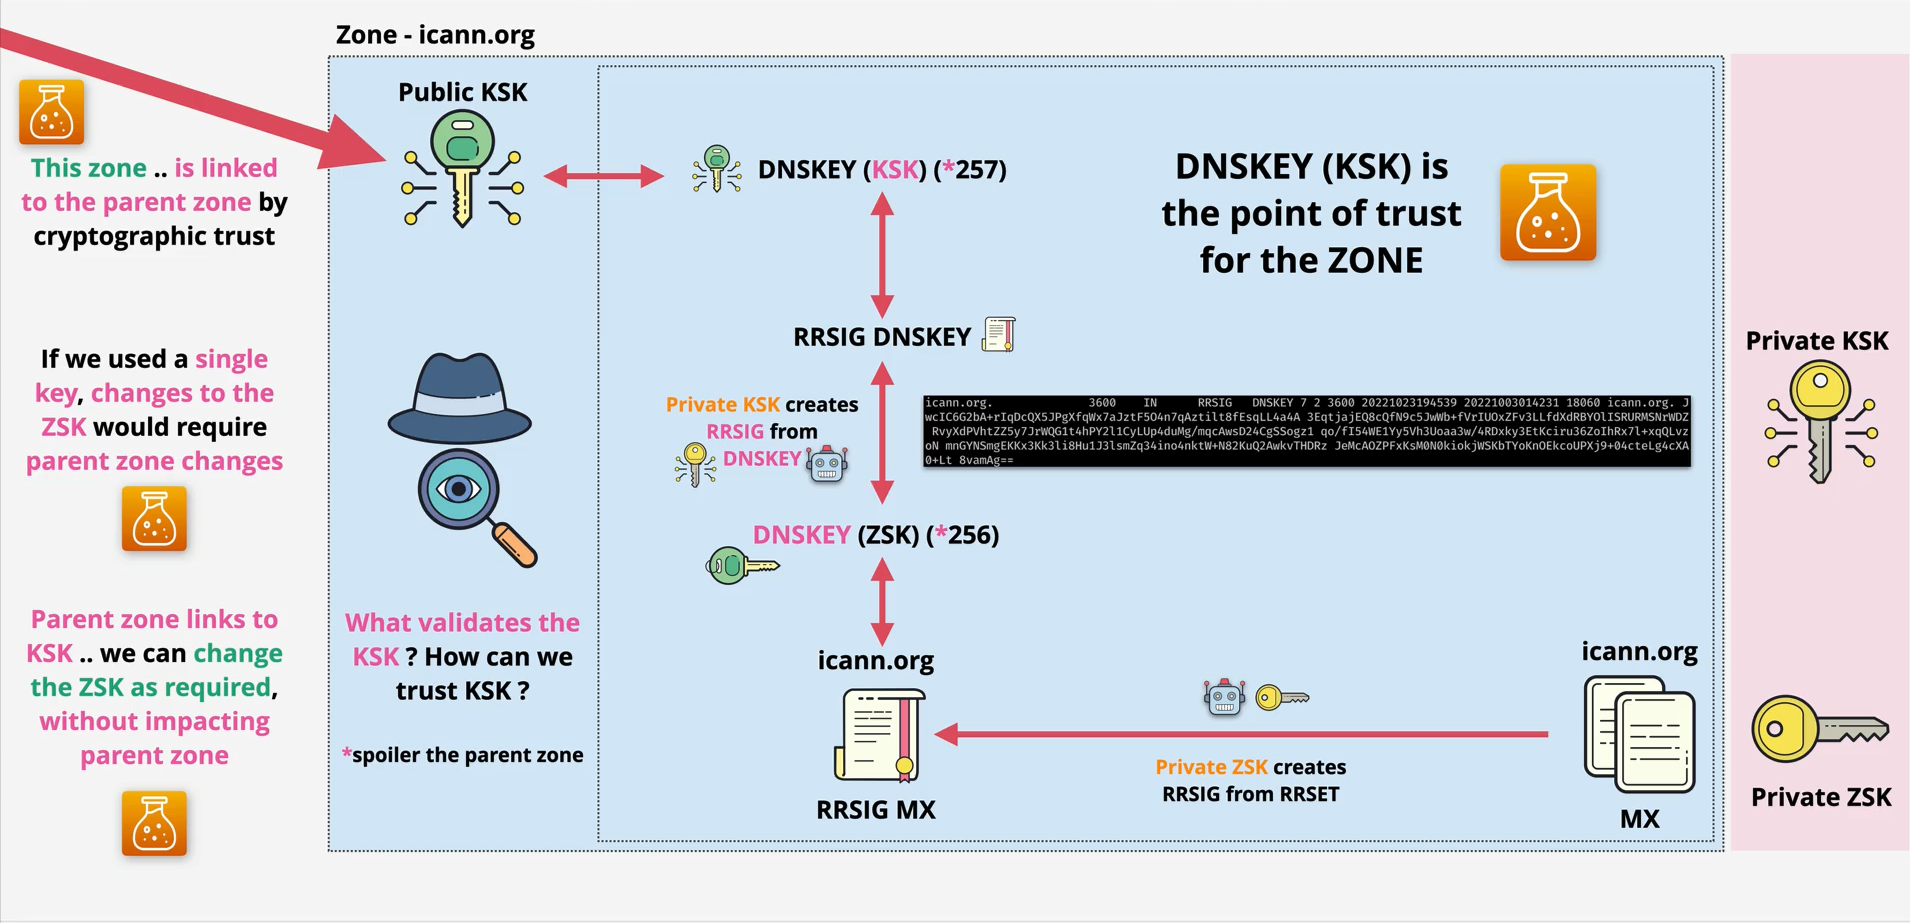 Zone - icann.org
Public KSK
This zone .. is linked
to the parent zone by
cryptographic trust
DNSKEY (KSK) (*257)
DNSKEY (KSK) is
the point of trust
for the ZONE
RRSIG DNSKEY
Private KSK
If we used a single
key, changes to the
ZSK would require
parent zone changes
Private KSK creates
RRSIG from
DNSKEY
icann.org. 3600 IN RRSIG DNSKEY 7 2 3600 20221023194539 20221003014231 18060 icann.org. J
wcIC6G2bA+rIqDcQX5JPgXfqWx7aJztF5O4n7qAztilt8fEsqLL4a4A 3EqtjajEQ8cQfN9c5JwWb+fVrIUOxZFv3LLfdXdRBYOlISRURMSNrWDZ
RvyXdPVhtZZ5y7JrWQG1t4hPY2l1CyLUp4duMg/mqcAwsD24CgSSogz1 qo/fI54WE1Yy5Vh3Uoaa3w/4RDxky3EtKciru36ZoIhRx7l+xqQLvz
oN mnGYNSmgEKKx3Kk3li8Hu1J3lsmZq34ino4nktW+N82KuQ2AwkvTHDRz JeMcAOZPFxKsM0N0kiokjWSKbTYoKnOEkcoUPXj9+04cteLg4cXA
0+Lt 8vamAg==
DNSKEY (ZSK) (*256)
Parent zone links to
KSK .. we can change
the ZSK as required,
without impacting
parent zone
What validates the
KSK ? How can we
trust KSK ?
*spoiler the parent zone
icann.org
RRSIG MX
Private ZSK creates
RRSIG from RRSET
icann.org
MX
Private ZSK